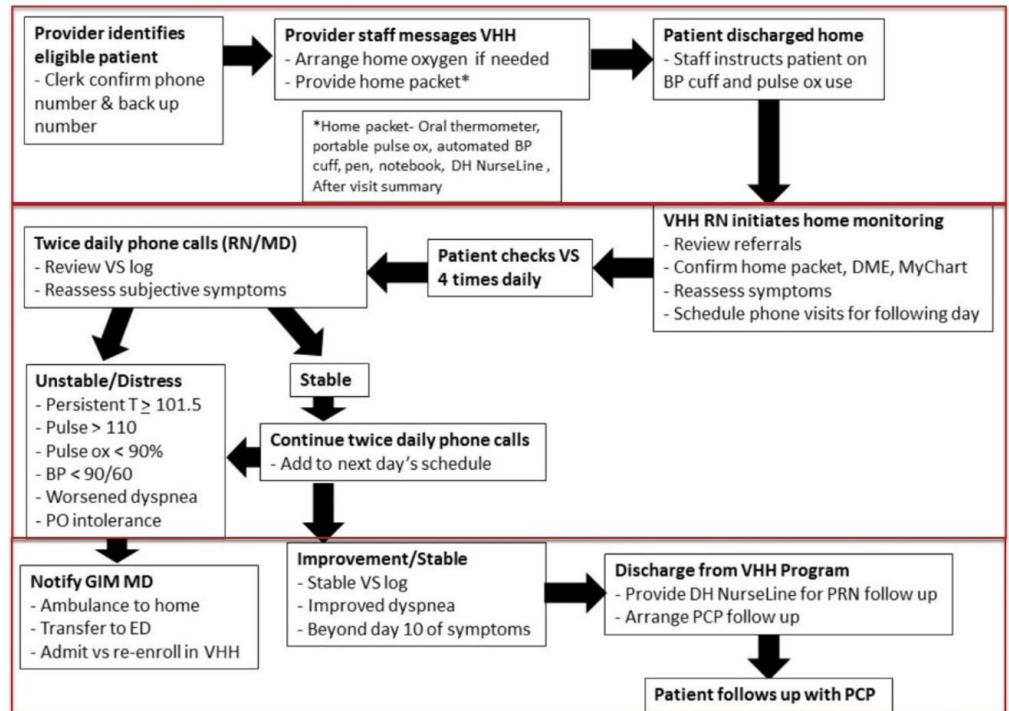 Provider identifies
eligible patient
- Clerk confirm phone
number & back up
number
Provider staff messages VHH
- Arrange home oxygen if needed
- Provide home packet*
Patient discharged home
- Staff instructs patient on
BP cuff and pulse ox use
*Home packet- Oral thermometer,
portable pulse ox, automated BP
cuff, pen, notebook, DH NurseLine ,
After visit summary
VHH RN initiates home monitoring
- Review referrals
- Confirm home packet, DME, MyChart
- Reassess symptoms
- Schedule phone visits for following day
Patient checks VS
4 times daily
Twice daily phone calls (RN/MD)
- Review VS log
- Reassess subjective symptoms
Unstable/Distress
- Persistent T ≥ 101.5
- Pulse > 110
- Pulse ox < 90%
- BP < 90/60
- Worsened dyspnea
- PO intolerance
Stable
Continue twice daily phone calls
- Add to next day's schedule
Notify GIM MD
- Ambulance to home
- Transfer to ED
- Admit vs re-enroll in VHH
Improvement/Stable
- Stable VS log
- Improved dyspnea
- Beyond day 10 of symptoms
Discharge from VHH Program
- Provide DH NurseLine for PRN follow up
- Arrange PCP follow up
Patient follows up with PCP